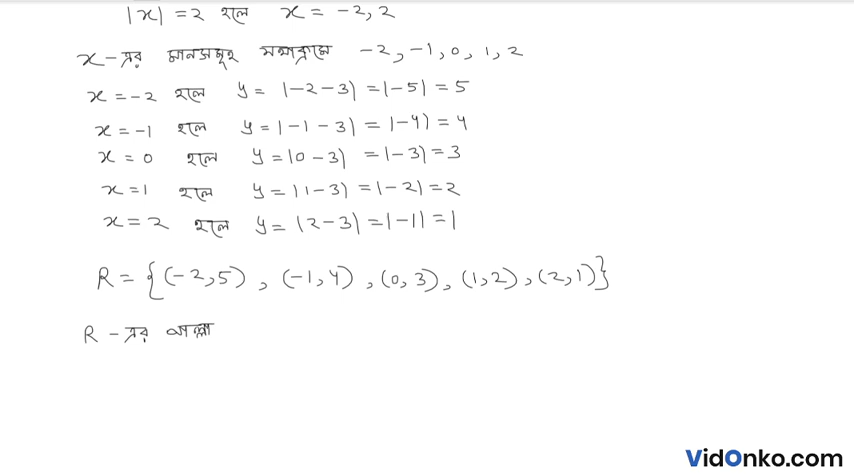 |x| = 2 হলে x = -2, 2
x-এর মানসমূহ যথাক্রমে -2, -1, 0, 1, 2
x = -2 হলে y = |-2-3| = |-5| = 5
x = -1 হলে y = |-1-3| = |-4| = 4
x = 0 হলে y = |0-3| = |-3| = 3
x = 1 হলে y = |1-3| = |-2| = 2
x = 2 হলে y = |2-3| = |-1| = 1
R = {(-2,5), (-1,4), (0,3), (1,2), (2,1)}
R-এর
VidOnko.com